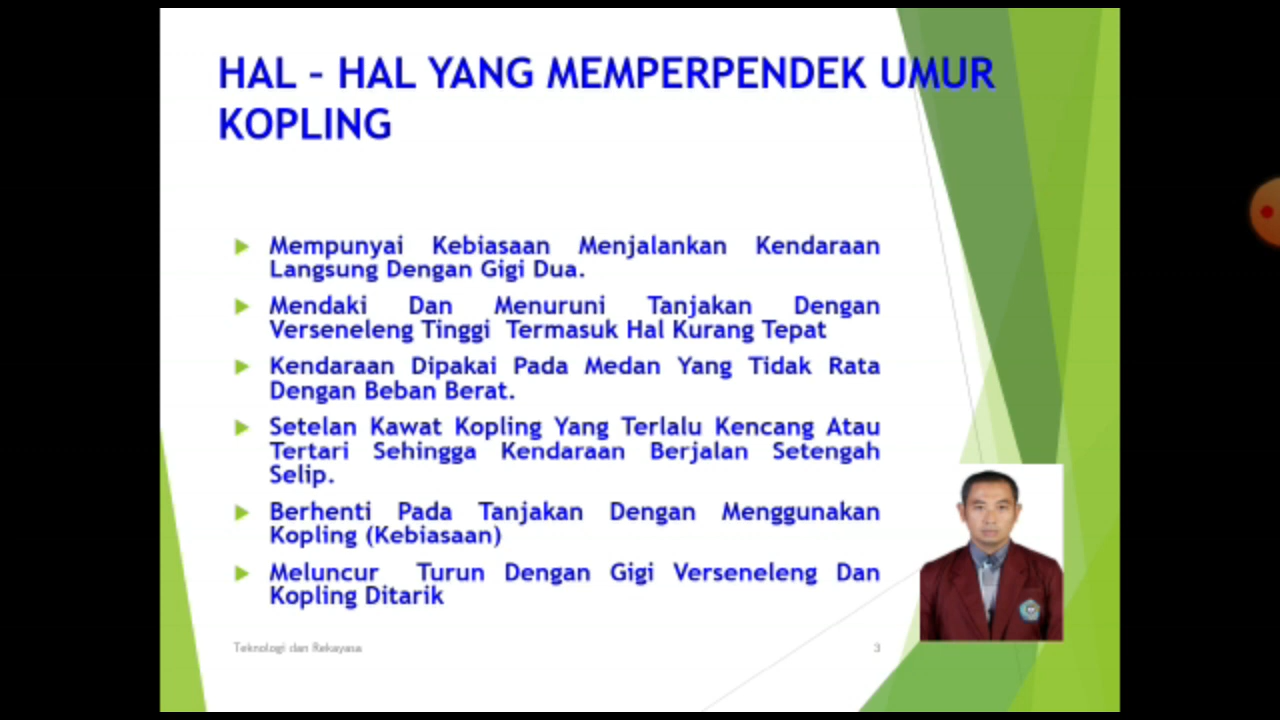 HAL – HAL YANG MEMPERPENDEK UMUR
KOPLING
Mempunyai Kebiasaan Menjalankan Kendaraan
Langsung Dengan Gigi Dua.
Mendaki Dan Menuruni Tanjakan Dengan
Verseneleng Tinggi Termasuk Hal Kurang Tepat
Kendaraan Dipakai Pada Medan Yang Tidak Rata
Dengan Beban Berat.
Setelan Kawat Kopling Yang Terlalu Kencang Atau
Tertari Sehingga Kendaraan Berjalan Setengah
Selip.
Berhenti Pada Tanjakan Dengan Menggunakan
Kopling (Kebiasaan)
Meluncur Turun Dengan Gigi Verseneleng Dan
Kopling Ditarik
Teknologi dan Rekayasa
3